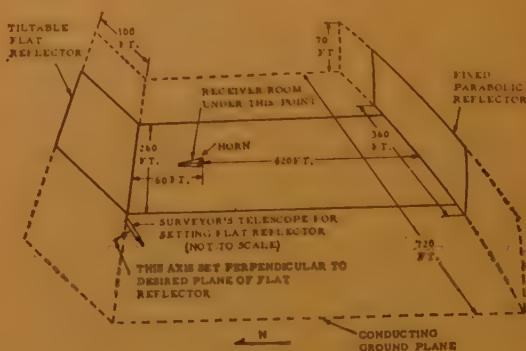 TILTABLE
FLAT
REFLECTOR
100
FT.
70
FT.
RECEIVER ROOM
UNDER THIS POINT
FIXED
PARABOLIC
REFLECTOR
HORN
260
FT.
360
FT.
60 FT.
420 FT.
SURVEYOR'S TELESCOPE FOR
SETTING FLAT REFLECTOR
(NOT TO SCALE)
720
FT.
THIS AXIS SET PERPENDICULAR TO
DESIRED PLANE OF FLAT
REFLECTOR
N
CONDUCTING
GROUND PLANE